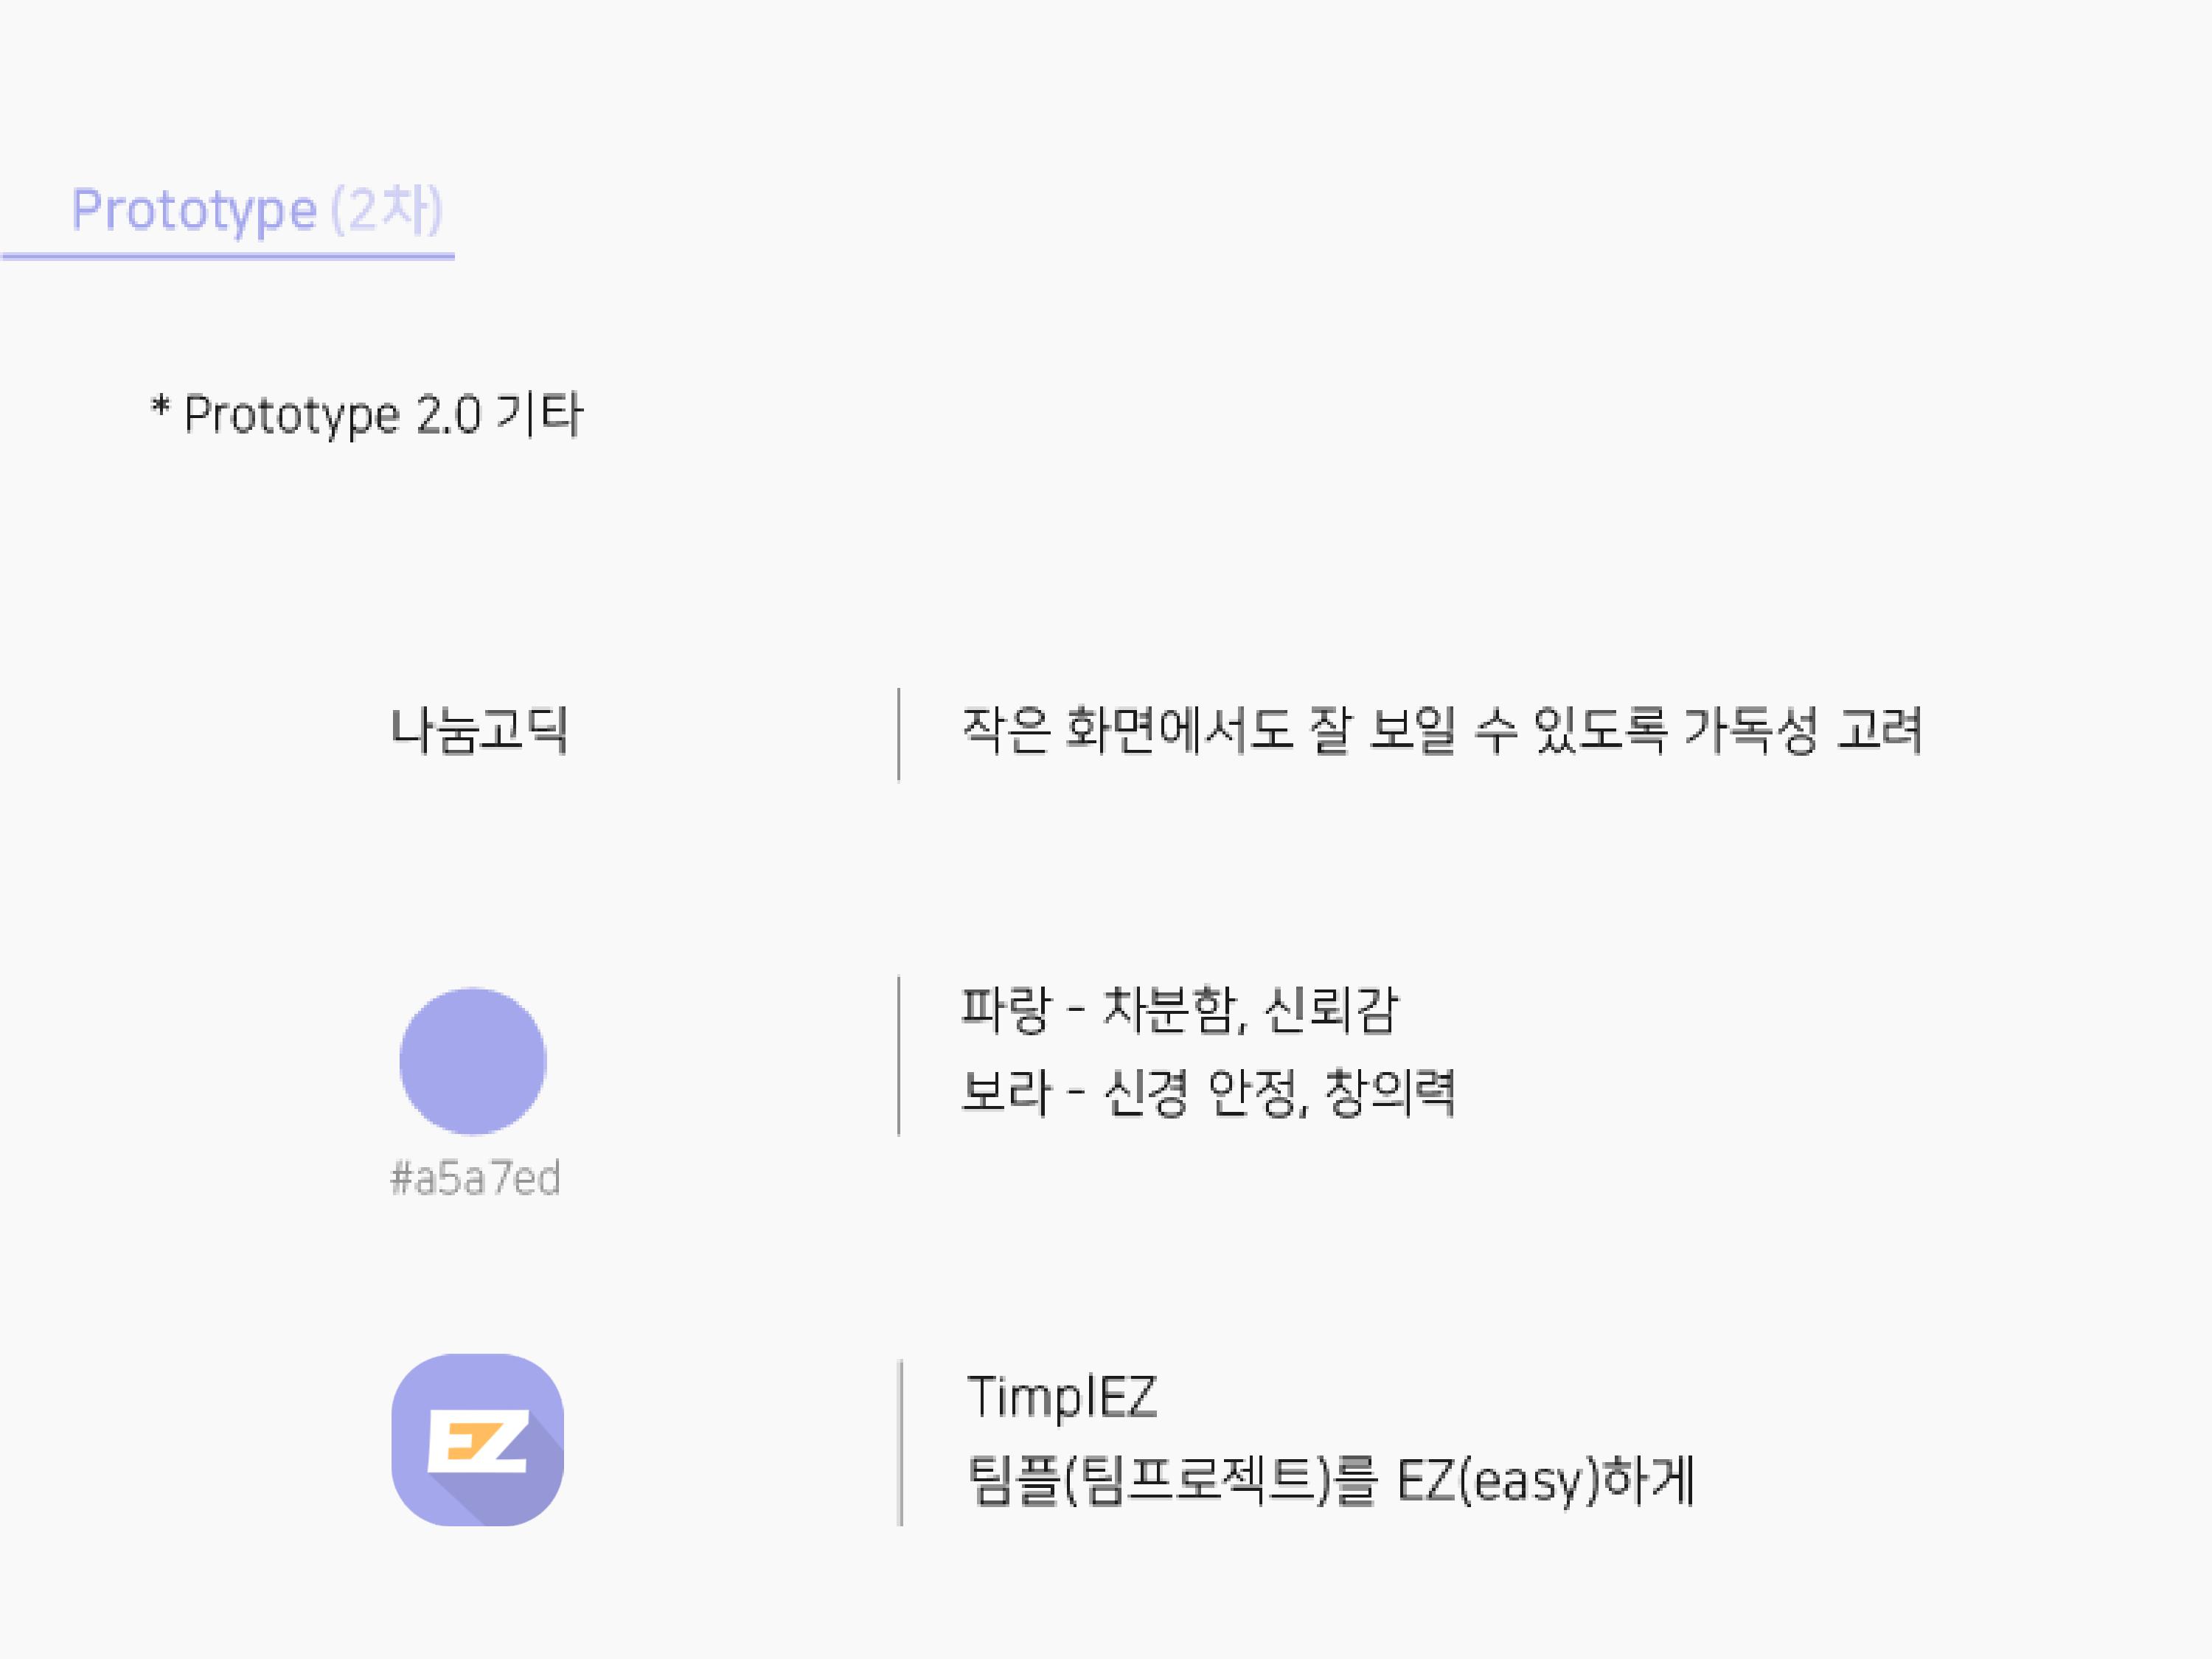 Prototype (2차)
* Prototype 2.0 기타
나눔고딕
작은 화면에서도 잘 보일 수 있도록 가독성 고려
파랑 - 차분함, 신뢰감
보라 - 신경 안정, 창의력
#a5a7ed
EZ
TimplEZ
팀플(팀프로젝트)를 EZ(easy)하게